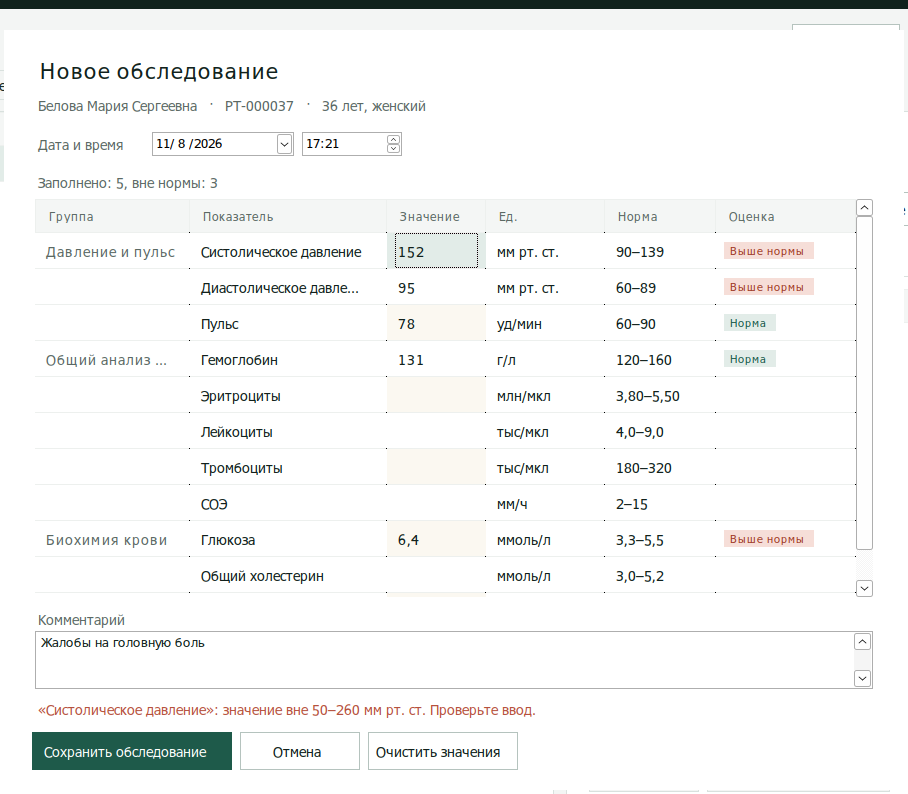 Новое обследование
Белова Мария Сергеевна · РТ-000037 · 36 лет, женский
Дата и время 11/ 8 /2026 17:21
Заполнено: 5, вне нормы: 3
Группа Показатель Значение Ед. Норма Оценка
Давление и пульс Систолическое давление 152 мм рт. ст. 90–139 Выше нормы
Диастолическое давле... 95 мм рт. ст. 60–89 Выше нормы
Пульс 78 уд/мин 60–90 Норма
Общий анализ ... Гемоглобин 131 г/л 120–160 Норма
Эритроциты млн/мкл 3,80–5,50
Лейкоциты тыс/мкл 4,0–9,0
Тромбоциты тыс/мкл 180–320
СОЭ мм/ч 2–15
Биохимия крови Глюкоза 6,4 ммоль/л 3,3–5,5 Выше нормы
Общий холестерин ммоль/л 3,0–5,2
Комментарий
Жалобы на головную боль
«Систолическое давление»: значение вне 50–260 мм рт. ст. Проверьте ввод.
Сохранить обследование Отмена Очистить значения